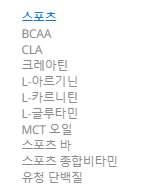 스포츠
BCAA
CLA
크레아틴
L-아르기닌
L-카르니틴
L-글루타민
MCT 오일
스포츠 바
스포츠 종합비타민
유청 단백질